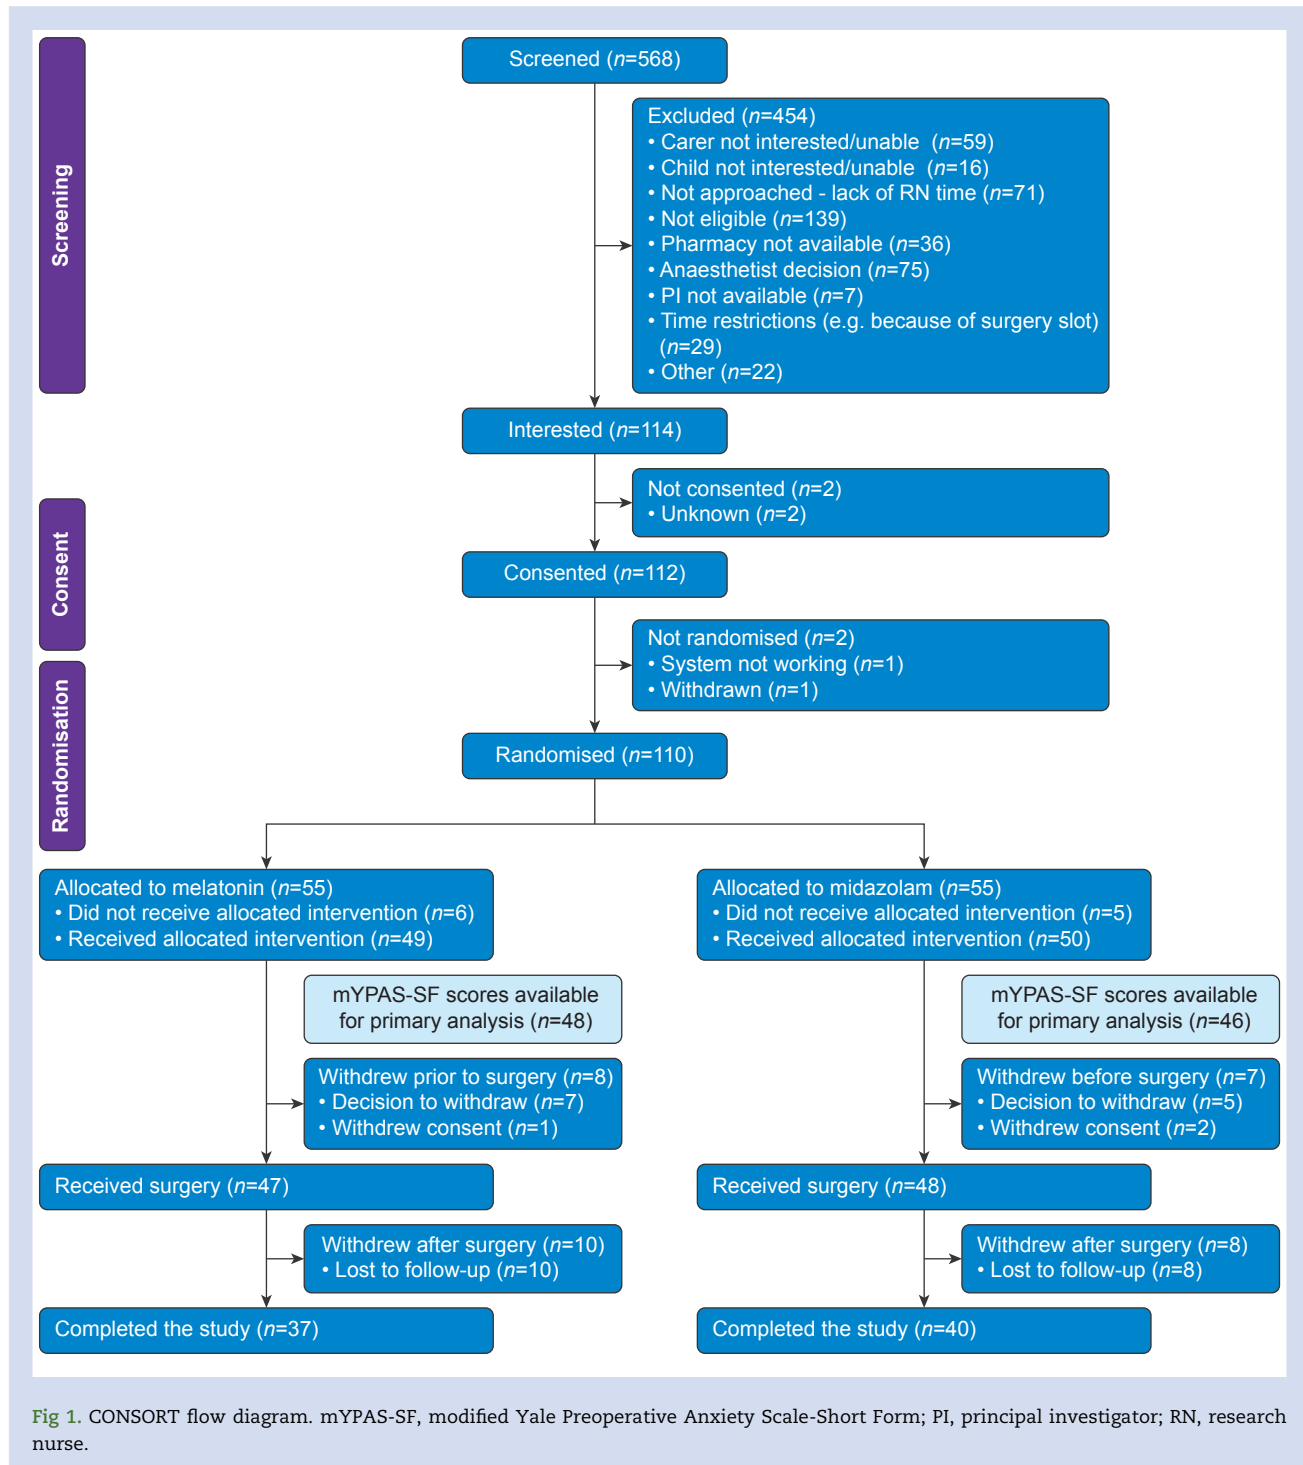 Screening
Screened (n=568)
Excluded (n=454)
• Carer not interested/unable (n=59)
• Child not interested/unable (n=16)
• Not approached - lack of RN time (n=71)
• Not eligible (n=139)
• Pharmacy not available (n=36)
• Anaesthetist decision (n=75)
• PI not available (n=7)
• Time restrictions (e.g. because of surgery slot)
(n=29)
• Other (n=22)
Interested (n=114)
Consent
Not consented (n=2)
• Unknown (n=2)
Consented (n=112)
Not randomised (n=2)
• System not working (n=1)
• Withdrawn (n=1)
Randomisation
Randomised (n=110)
Allocated to melatonin (n=55)
• Did not receive allocated intervention (n=6)
• Received allocated intervention (n=49)
mYPAS-SF scores available
for primary analysis (n=48)
Withdrew prior to surgery (n=8)
• Decision to withdraw (n=7)
• Withdrew consent (n=1)
Received surgery (n=47)
Withdrew after surgery (n=10)
• Lost to follow-up (n=10)
Completed the study (n=37)
Allocated to midazolam (n=55)
• Did not receive allocated intervention (n=5)
• Received allocated intervention (n=50)
mYPAS-SF scores available
for primary analysis (n=46)
Withdrew before surgery (n=7)
• Decision to withdraw (n=5)
• Withdrew consent (n=2)
Received surgery (n=48)
Withdrew after surgery (n=8)
• Lost to follow-up (n=8)
Completed the study (n=40)
Fig 1. CONSORT flow diagram. mYPAS-SF, modified Yale Preoperative Anxiety Scale-Short Form; PI, principal investigator; RN, research
nurse.